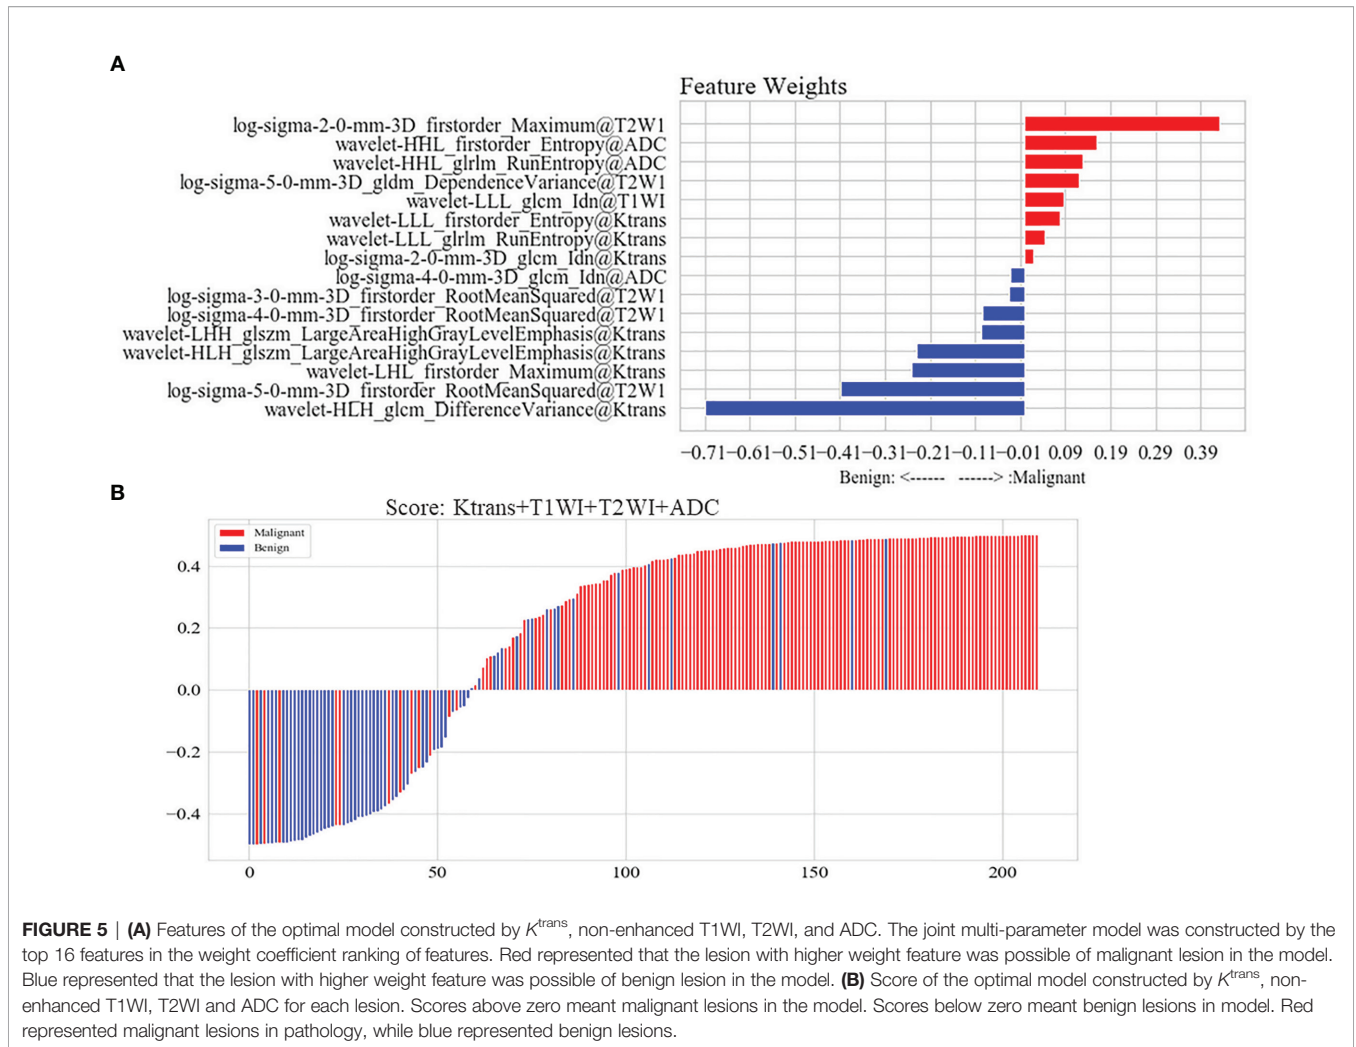 A
Feature Weights
log-sigma-2-0-mm-3D_firstorder_Maximum@T2W1
wavelet-HHL_firstorder_Entropy@ADC
wavelet-HHL_glrlm_RunEntropy@ADC
log-sigma-5-0-mm-3D_gldm_DependenceVariance@T2W1
wavelet-LLL_glcm_Idn@T1WI
wavelet-LLL_firstorder_Entropy@Ktrans
wavelet-LLL_glrlm_RunEntropy@Ktrans
log-sigma-2-0-mm-3D_glcm_Idn@Ktrans
log-sigma-4-0-mm-3D_glcm_Idn@ADC
log-sigma-3-0-mm-3D_firstorder_RootMeanSquared@T2W1
log-sigma-4-0-mm-3D_firstorder_RootMeanSquared@T2W1
wavelet-LHH_glszm_LargeAreaHighGrayLevelEmphasis@Ktrans
wavelet-HLH_glszm_LargeAreaHighGrayLevelEmphasis@Ktrans
wavelet-LHL_firstorder_Maximum@Ktrans
log-sigma-5-0-mm-3D_firstorder_RootMeanSquared@T2W1
wavelet-HLH_glcm_DifferenceVariance@Ktrans
−0.71−0.61−0.51−0.41−0.31−0.21−0.11−0.01 0.09 0.19 0.29 0.39
Benign: <------ ------> :Malignant
B
Score: Ktrans+T1WI+T2WI+ADC
Malignant
Benign
0.4
0.2
0.0
−0.2
−0.4
0 50 100 150 200
FIGURE 5 | (A) Features of the optimal model constructed by Ktrans, non-enhanced T1WI, T2WI, and ADC. The joint multi-parameter model was constructed by the
top 16 features in the weight coefficient ranking of features. Red represented that the lesion with higher weight feature was possible of malignant lesion in the model.
Blue represented that the lesion with higher weight feature was possible of benign lesion in the model. (B) Score of the optimal model constructed by Ktrans, non-
enhanced T1WI, T2WI and ADC for each lesion. Scores above zero meant malignant lesions in the model. Scores below zero meant benign lesions in model. Red
represented malignant lesions in pathology, while blue represented benign lesions.